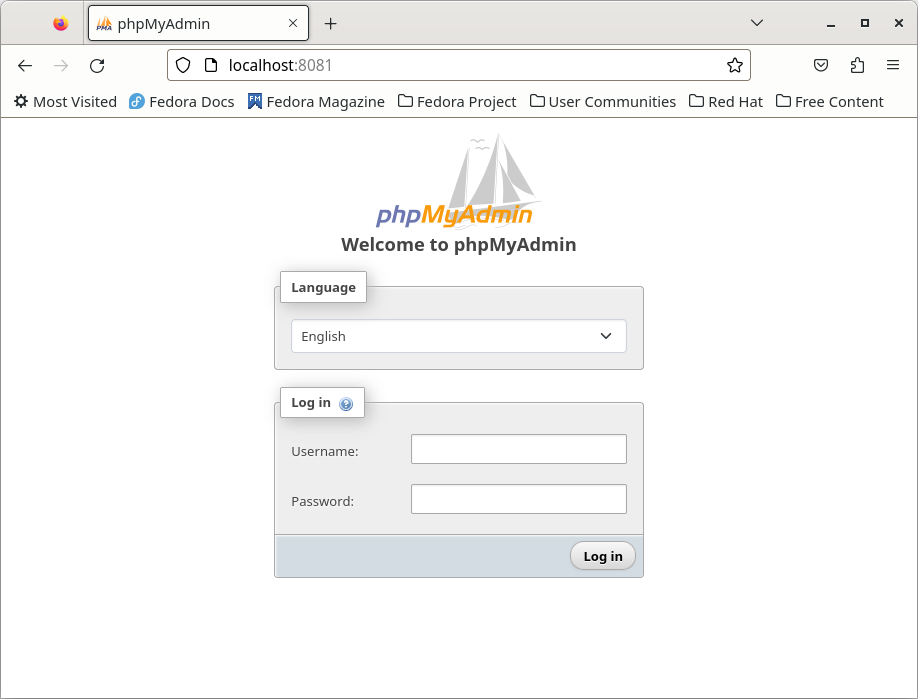 phpMyAdmin
localhost:8081
Most Visited Fedora Docs FM Fedora Magazine Fedora Project User Communities Red Hat Free Content
phpMyAdmin
Welcome to phpMyAdmin
Language
English
Log in
Username:
Password:
Log in